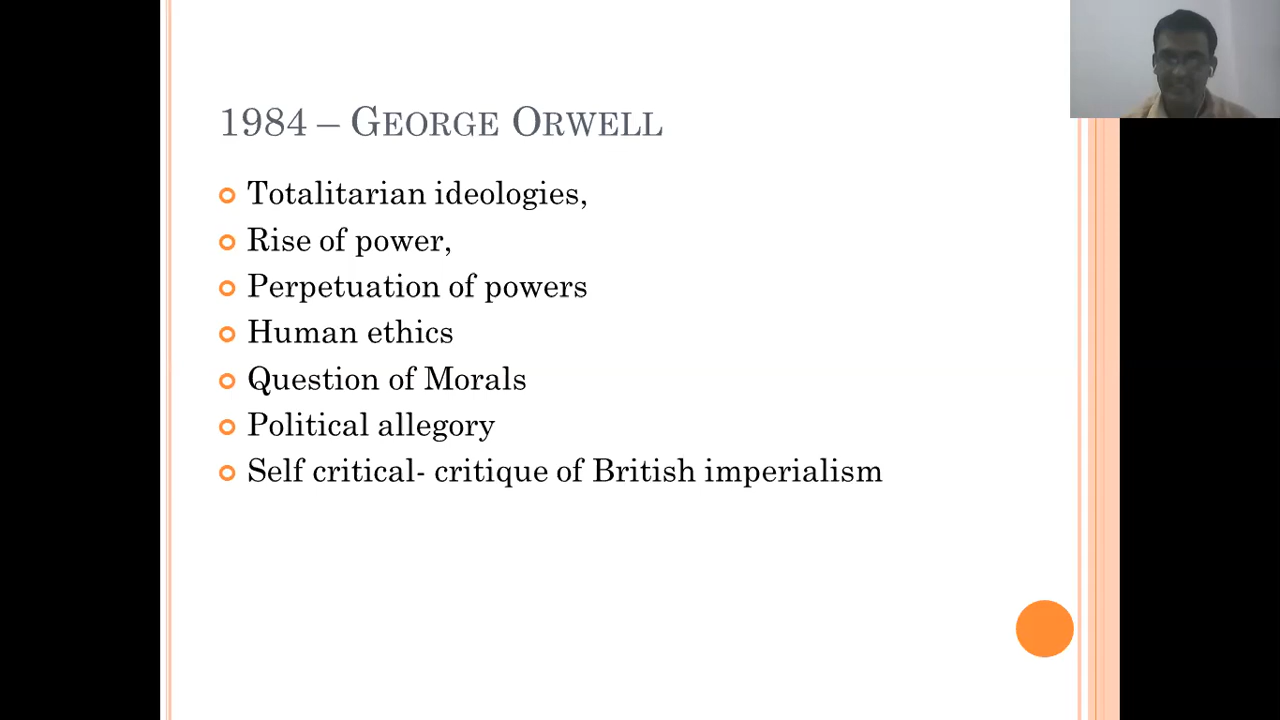 1984 – GEORGE ORWELL
Totalitarian ideologies,
Rise of power,
Perpetuation of powers
Human ethics
Question of Morals
Political allegory
Self critical- critique of British imperialism